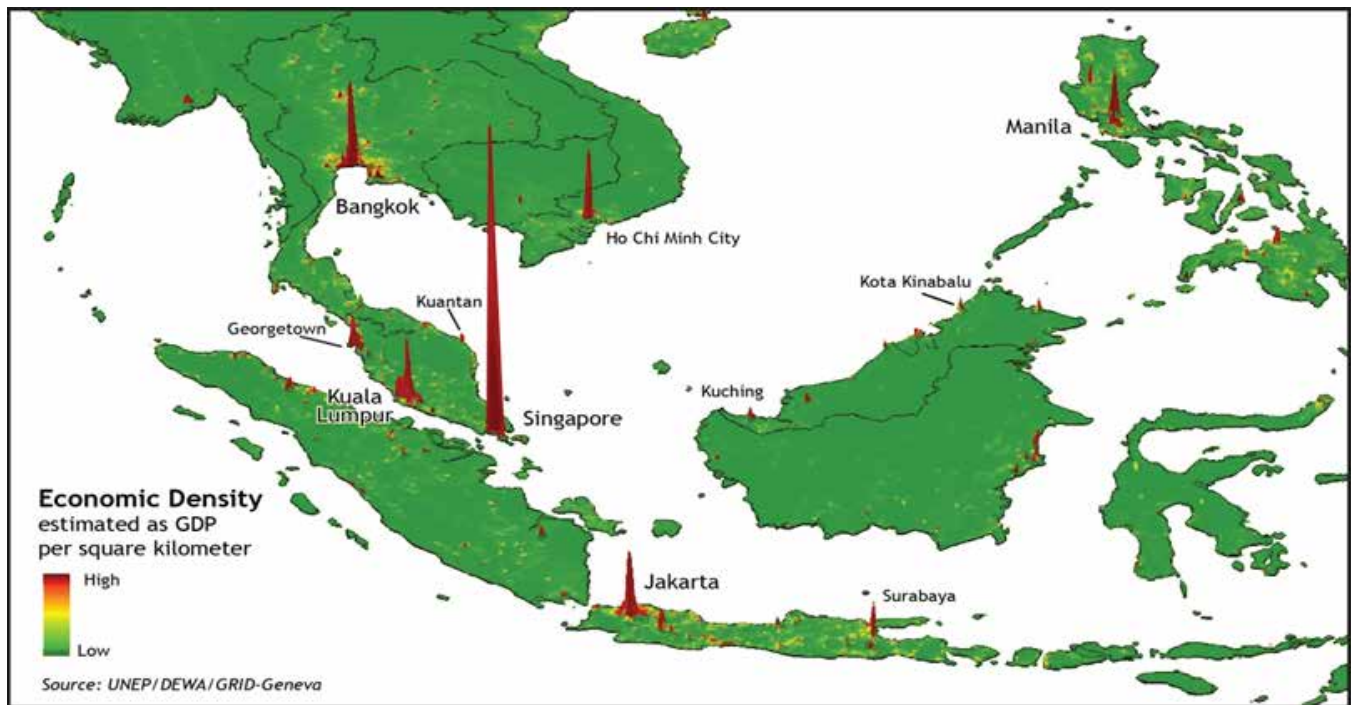 Manila
Bangkok
Ho Chi Minh City
Kota Kinabalu
Kuantan
Georgetown
Kuching
Kuala
Lumpur
Singapore
Economic Density
estimated as GDP
per square kilometer
High
Low
Jakarta
Surabaya
Source: UNEP/DEWA/GRID-Geneva